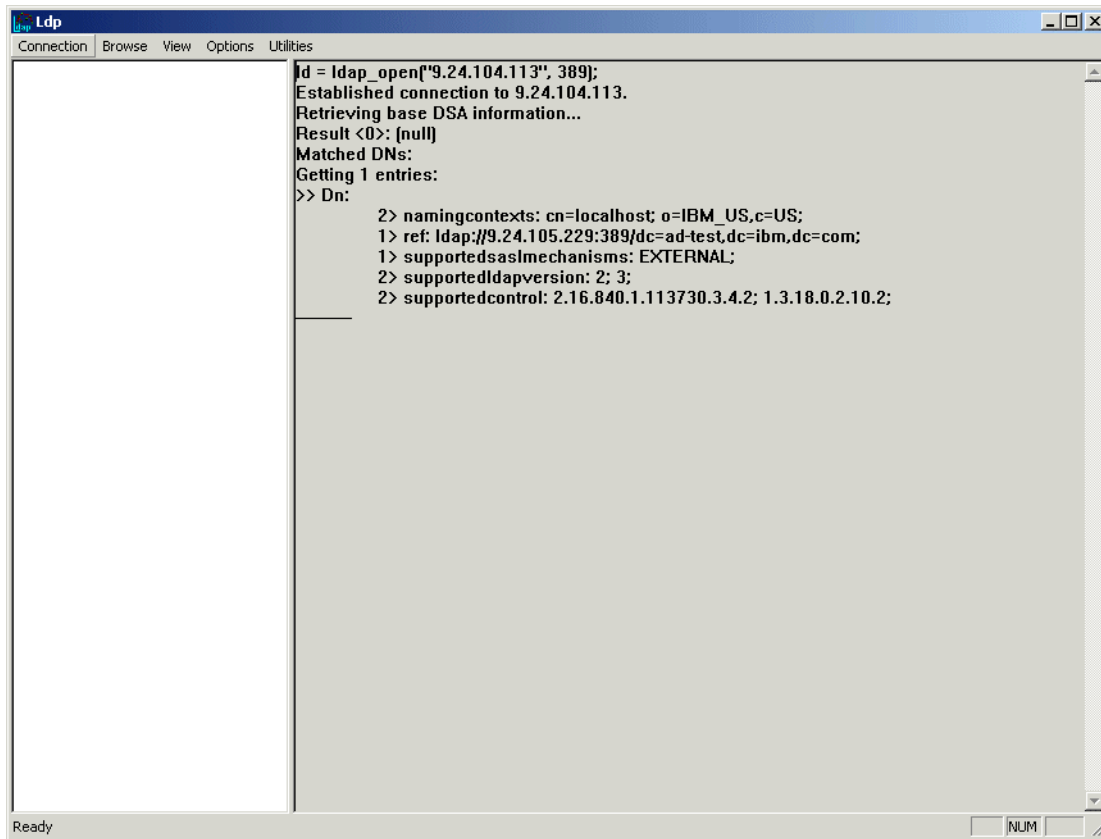 Ldp
Connection Browse View Options Utilities
ld = ldap_open("9.24.104.113", 389);
Established connection to 9.24.104.113.
Retrieving base DSA information...
Result <0>: (null)
Matched DNs:
Getting 1 entries:
>> Dn:
2> namingcontexts: cn=localhost; o=IBM_US,c=US;
1> ref: ldap://9.24.105.229:389/dc=ad-test,dc=ibm,dc=com;
1> supportedsaslmechanisms: EXTERNAL;
2> supportedldapversion: 2; 3;
2> supportedcontrol: 2.16.840.1.113730.3.4.2; 1.3.18.0.2.10.2;
Ready NUM